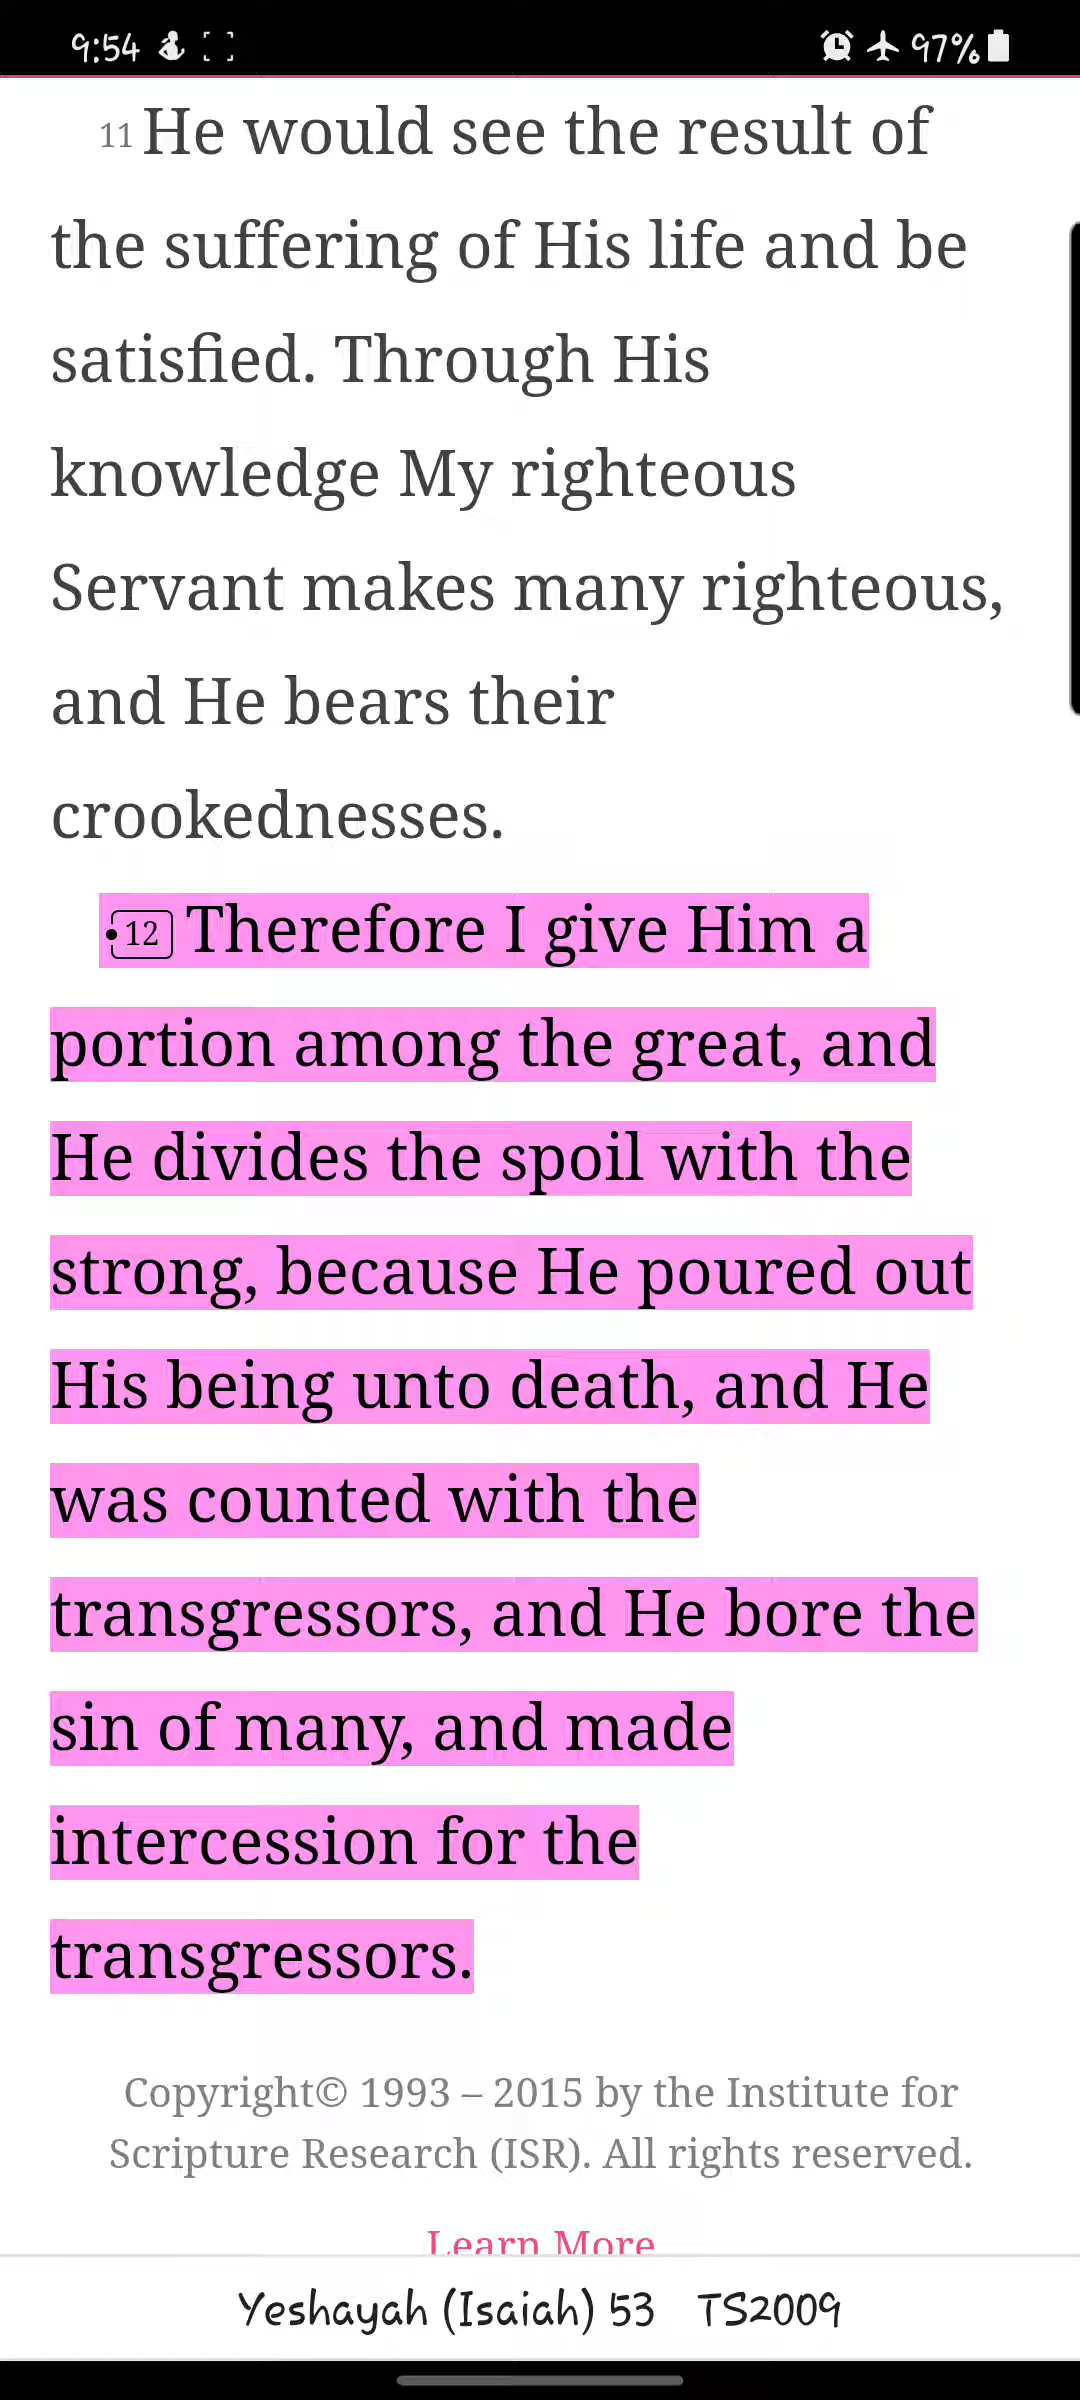 9:54 97%
11 He would see the result of
the suffering of His life and be
satisfied. Through His
knowledge My righteous
Servant makes many righteous,
and He bears their
crookednesses.
12 Therefore I give Him a
portion among the great, and
He divides the spoil with the
strong, because He poured out
His being unto death, and He
was counted with the
transgressors, and He bore the
sin of many, and made
intercession for the
transgressors.
Copyright© 1993 – 2015 by the Institute for
Scripture Research (ISR). All rights reserved.
Learn More
Yeshayah (Isaiah) 53 TS2009